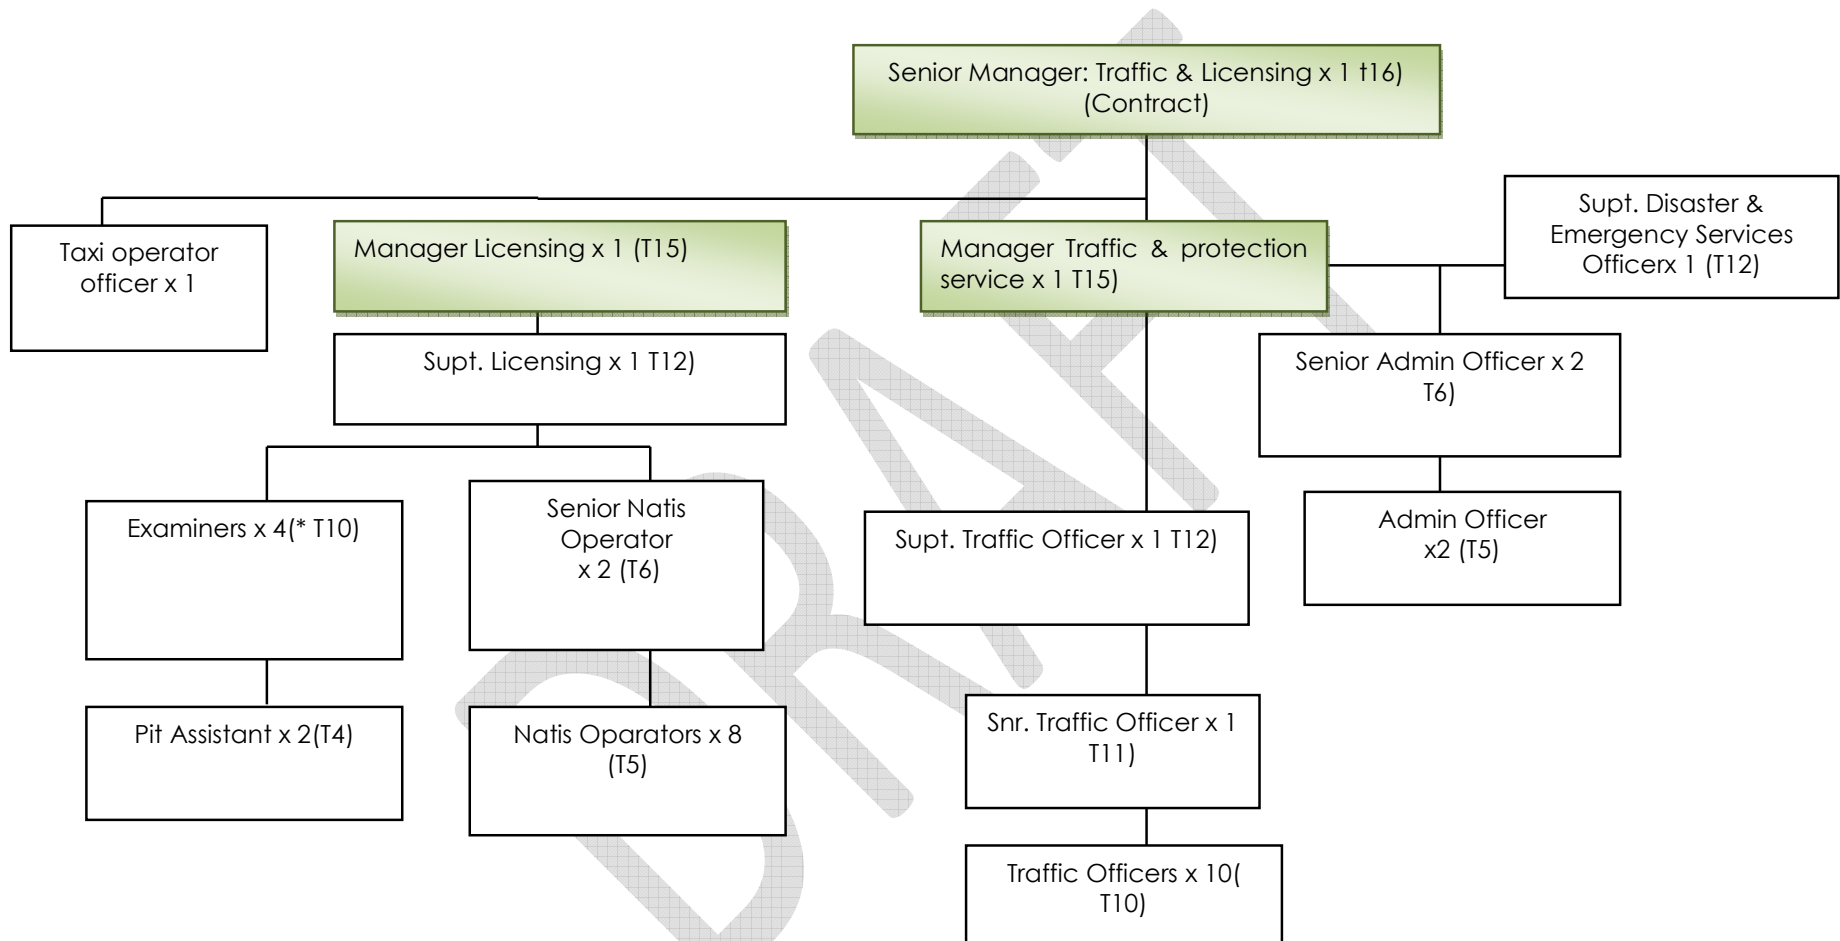 Senior Manager: Traffic & Licensing x 1 t16)
(Contract)
Taxi operator
officer x 1
Manager Licensing x 1 (T15)
Manager Traffic & protection
service x 1 T15)
Supt. Disaster &
Emergency Services
Officerx 1 (T12)
Supt. Licensing x 1 T12)
Senior Admin Officer x 2
T6)
Examiners x 4(* T10)
Senior Natis
Operator
x 2 (T6)
Supt. Traffic Officer x 1 T12)
Admin Officer
x2 (T5)
Pit Assistant x 2(T4)
Natis Oparators x 8
(T5)
Snr. Traffic Officer x 1
T11)
Traffic Officers x 10(
T10)
DRAFT